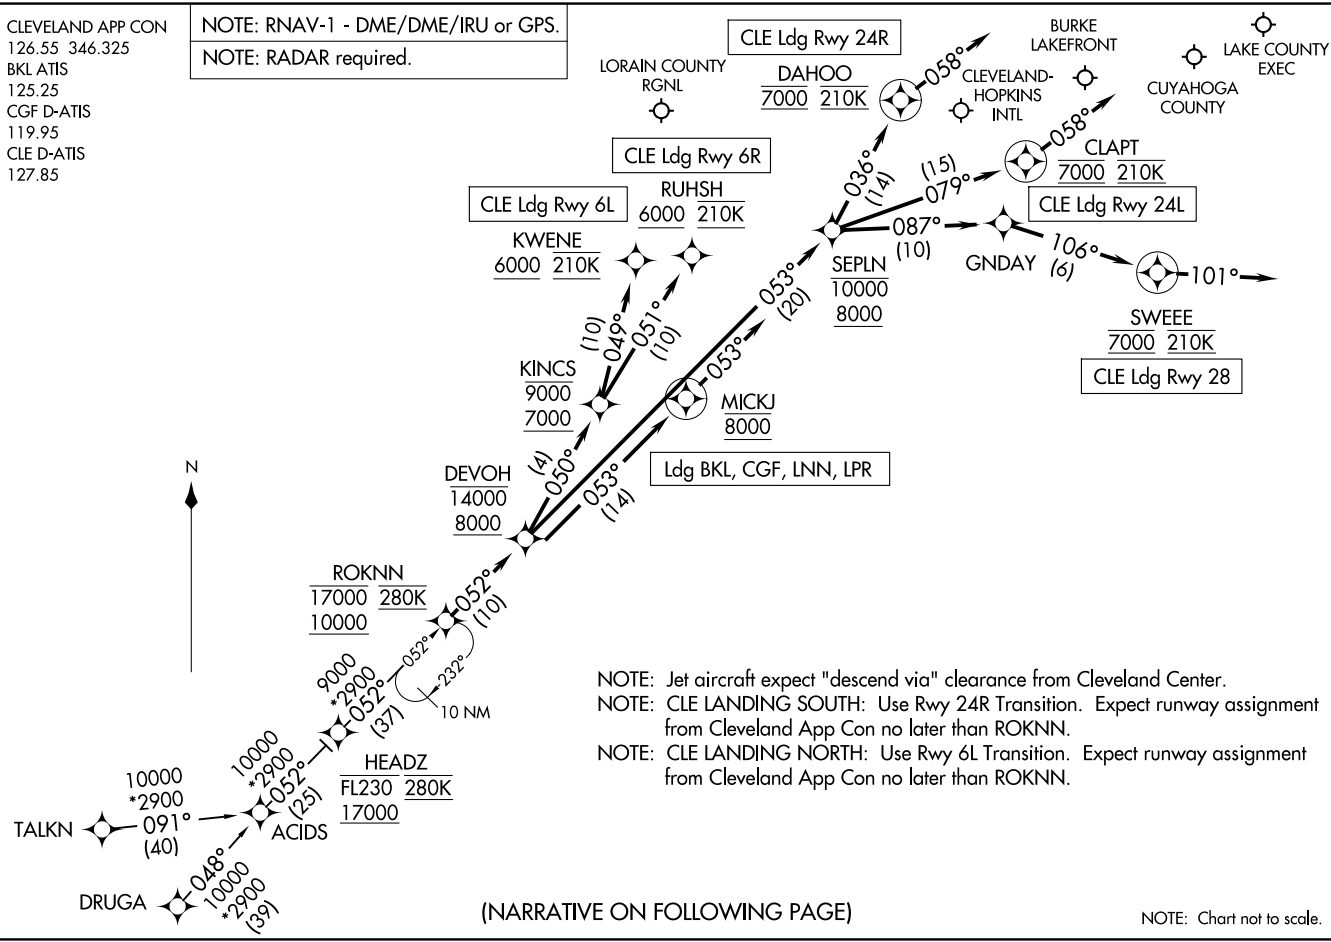 CLEVELAND APP CON
126.55 346.325
BKL ATIS
125.25
CGF D-ATIS
119.95
CLE D-ATIS
127.85
NOTE: RNAV-1 - DME/DME/IRU or GPS.
NOTE: RADAR required.
CLE Ldg Rwy 24R
DAHOO
7000 210K
058°
LORAIN COUNTY
RGNL
CLEVELAND-
HOPKINS
INTL
BURKE
LAKEFRONT
CUYAHOGA
COUNTY
LAKE COUNTY
EXEC
CLE Ldg Rwy 6R
RUHSH
6000 210K
CLE Ldg Rwy 6L
KWENE
6000 210K
036°
(14)
(15)
079°
058°
CLAPT
7000 210K
CLE Ldg Rwy 24L
087°
(10)
GNDAY
106°
(6)
101°
SWEEE
7000 210K
CLE Ldg Rwy 28
SEPLN
10000
8000
053°
(20)
053°
(10)
049°
051°
(10)
KINCS
9000
7000
MICKJ
8000
Ldg BKL, CGF, LNN, LPR
(4)
050°
053°
(14)
DEVOH
14000
8000
N
ROKNN
17000 280K
10000
052°
(10)
052°
232°
10 NM
9000
*2900
052°
(37)
HEADZ
FL230 280K
17000
10000
*2900
052°
(25)
ACIDS
10000
*2900
091°
(40)
TALKN
DRUGA
048°
10000
*2900
(39)
NOTE: Jet aircraft expect "descend via" clearance from Cleveland Center.
NOTE: CLE LANDING SOUTH: Use Rwy 24R Transition. Expect runway assignment
from Cleveland App Con no later than ROKNN.
NOTE: CLE LANDING NORTH: Use Rwy 6L Transition. Expect runway assignment
from Cleveland App Con no later than ROKNN.
(NARRATIVE ON FOLLOWING PAGE)
NOTE: Chart not to scale.